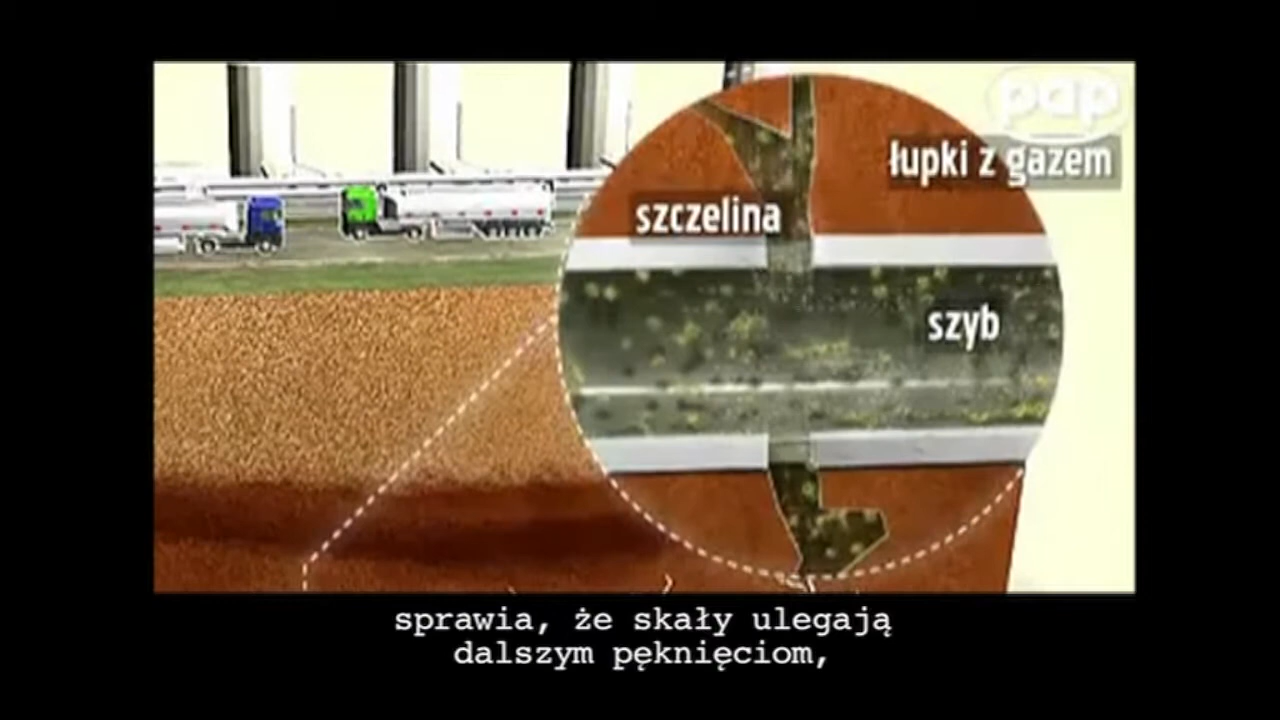 pap
łupki z gazem
szczelina
szyb
sprawia, że skały ulegają
dalszym pęknięciom,